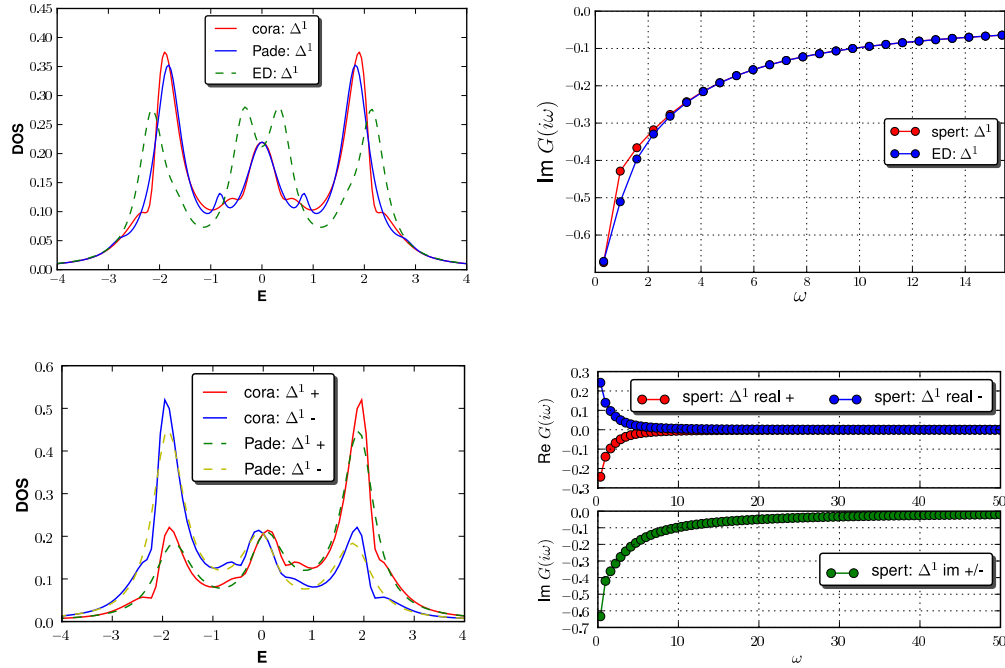 0.45
0.40
0.35
0.30
0.25
0.20
0.15
0.10
0.05
0.00
DOS
−4 −3 −2 −1 0 1 2 3 4
E
cora: Δ¹
Pade: Δ¹
ED: Δ¹
0.0
−0.1
−0.2
−0.3
−0.4
−0.5
−0.6
Im G(iω)
0 2 4 6 8 10 12 14
ω
spert: Δ¹
ED: Δ¹
0.6
0.5
0.4
0.3
0.2
0.1
0.0
DOS
−4 −3 −2 −1 0 1 2 3 4
E
cora: Δ¹ +
cora: Δ¹ -
Pade: Δ¹ +
Pade: Δ¹ -
0.3
0.2
0.1
0.0
−0.1
−0.2
−0.3
Re G(iω)
0 10 20 30 40 50
spert: Δ¹ real + spert: Δ¹ real -
0.0
−0.1
−0.2
−0.3
−0.4
−0.5
−0.6
−0.7
Im G(iω)
0 10 20 30 40 50
ω
spert: Δ¹ im +/-